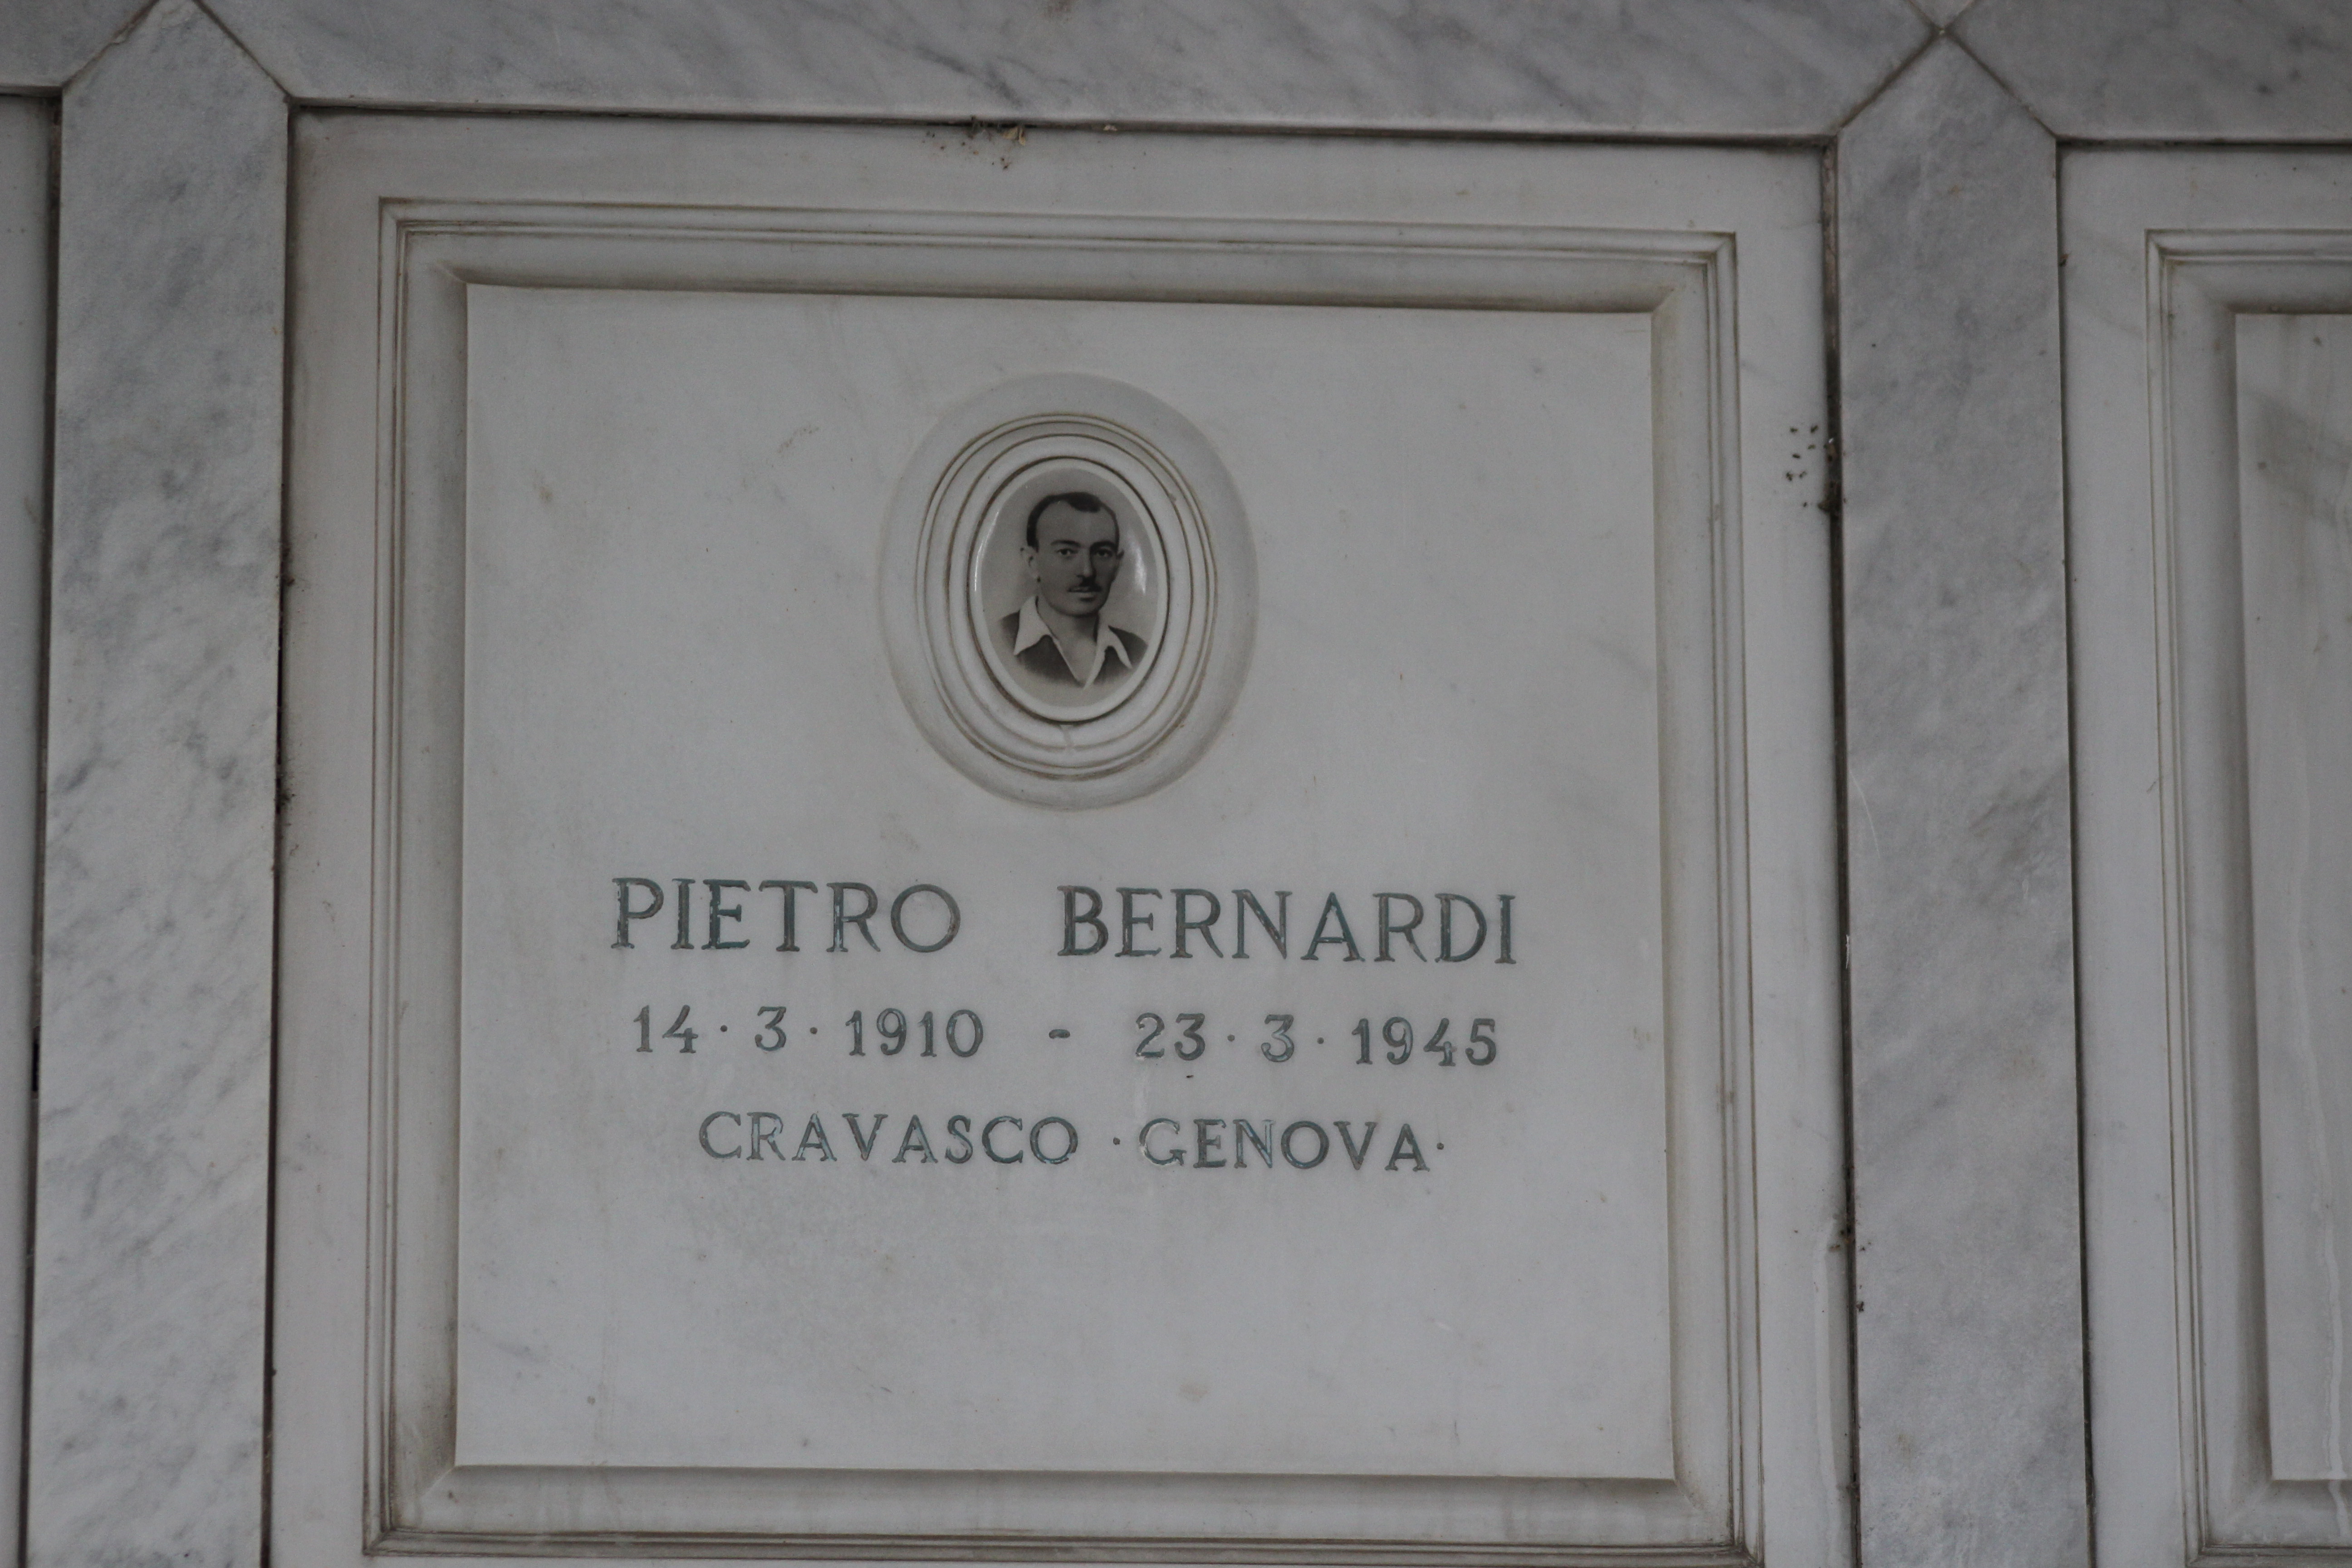 PIETRO BERNARDI
14·3·1910 - 23·3·1945
CRAVASCO ·GENOVA·